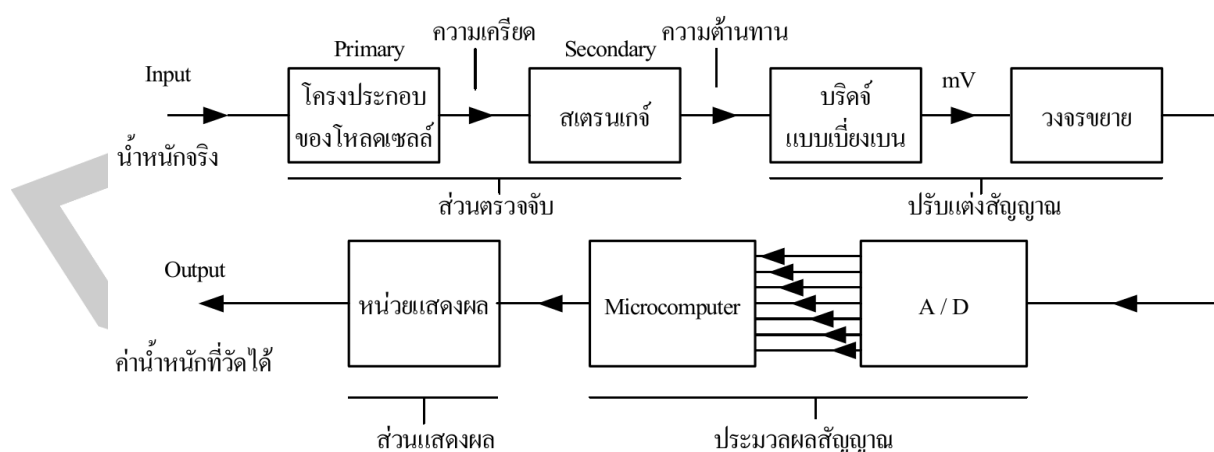 ความเครียด
ความต้านทาน
Primary
Secondary
Input
mV
โครงประกอบ
ของโหลดเซลล์
สเตรนเกจ์
บริดจ์
แบบเบี่ยงเบน
วงจรขยาย
น้ำหนักจริง
ส่วนตรวจจับ
ปรับแต่งสัญญาณ
Output
หน่วยแสดงผล
Microcomputer
A / D
ค่าน้ำหนักที่วัดได้
ส่วนแสดงผล
ประมวลผลสัญญาณ